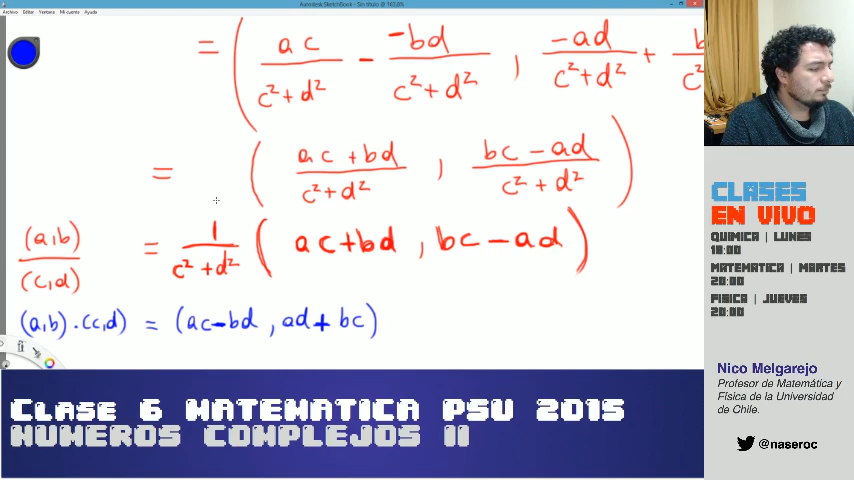 Autodesk SketchBook - Sin título * @ 163,8%
Archivo Editar Ventana Mi cuenta Ayuda
= ( ac / c²+d² - -bd / c²+d² , -ad / c²+d² + b / c²
= ( ac+bd / c²+d² , bc-ad / c²+d² )
(a,b) / (c,d) = 1 / c²+d² ( ac+bd , bc-ad )
(a,b)·(c,d) = (ac-bd , ad+bc)
CLASES
EN VIVO
QUIMICA | LUNES
18:00
MATEMATICA | MARTES
20:00
FISICA | JUEVES
20:00
Nico Melgarejo
Profesor de Matemática y
Física de la Universidad
de Chile.
@naseroc
CLASE 6 MATEMATICA PSU 2015
NUMEROS COMPLEJOS II